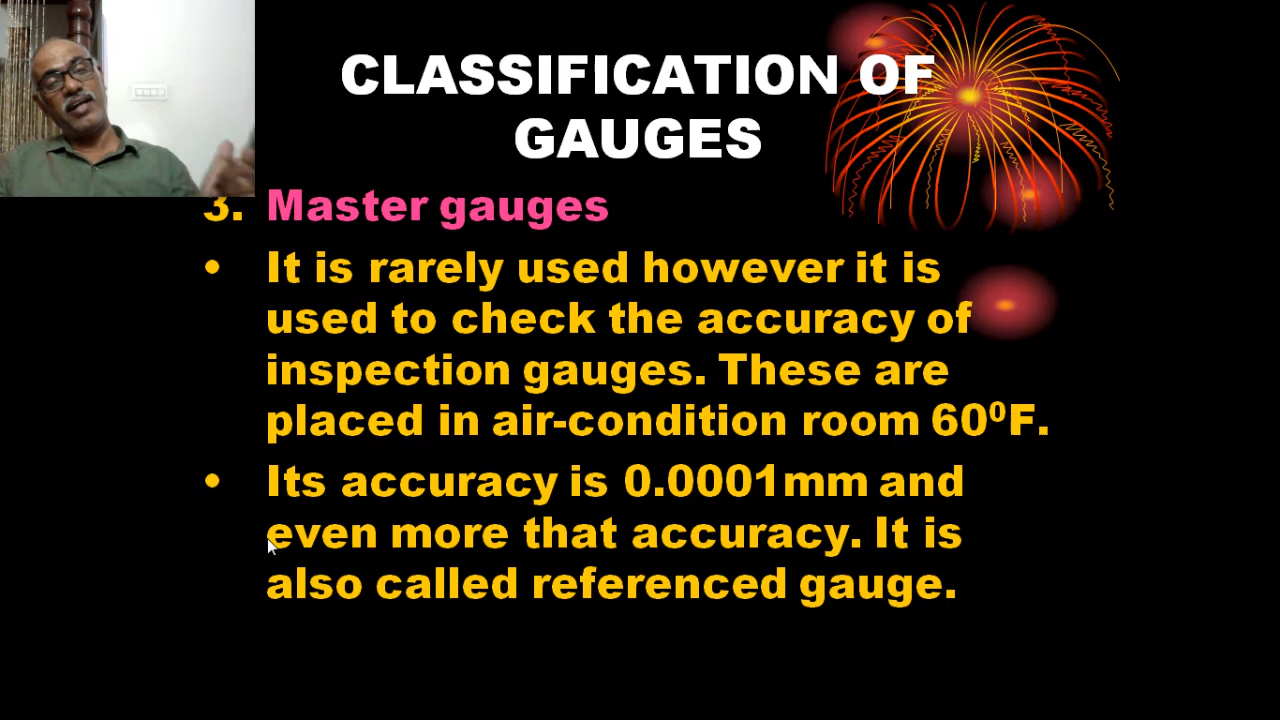 CLASSIFICATION OF
GAUGES
3. Master gauges
• It is rarely used however it is
used to check the accuracy of
inspection gauges. These are
placed in air-condition room 60⁰F.
• Its accuracy is 0.0001mm and
even more that accuracy. It is
also called referenced gauge.